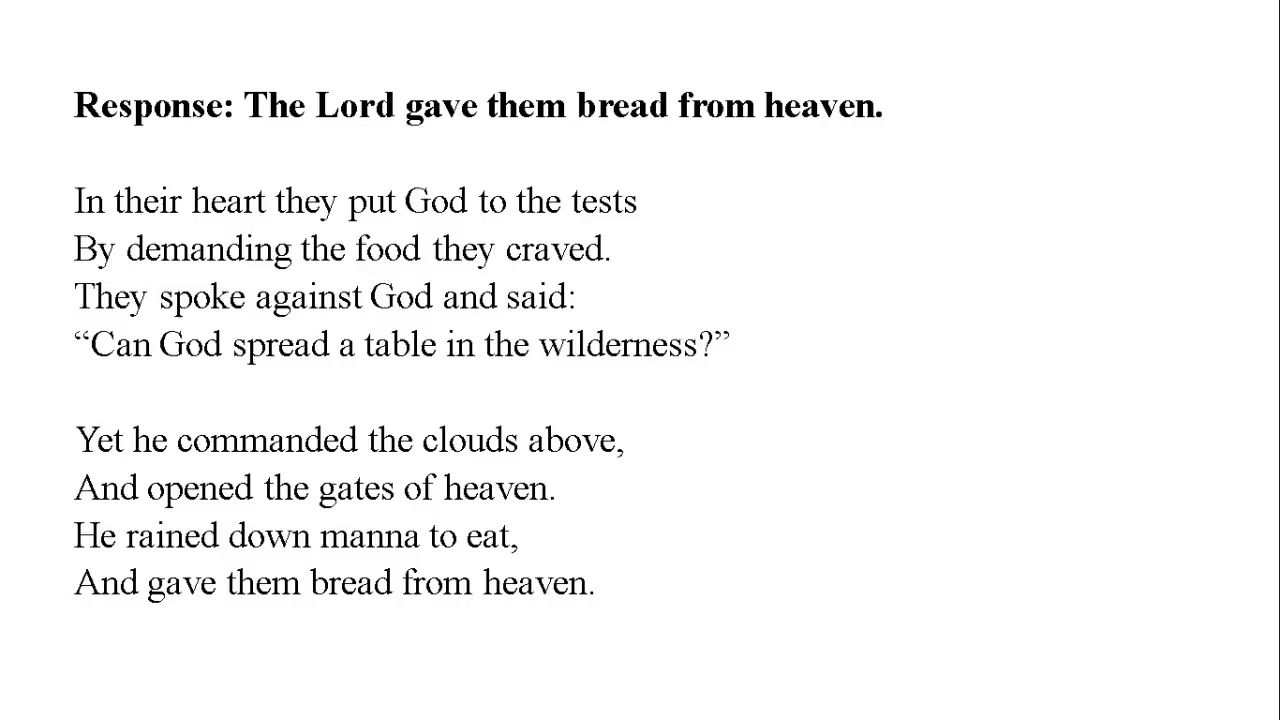 Response: The Lord gave them bread from heaven.
In their heart they put God to the tests
By demanding the food they craved.
They spoke against God and said:
“Can God spread a table in the wilderness?”
Yet he commanded the clouds above,
And opened the gates of heaven.
He rained down manna to eat,
And gave them bread from heaven.